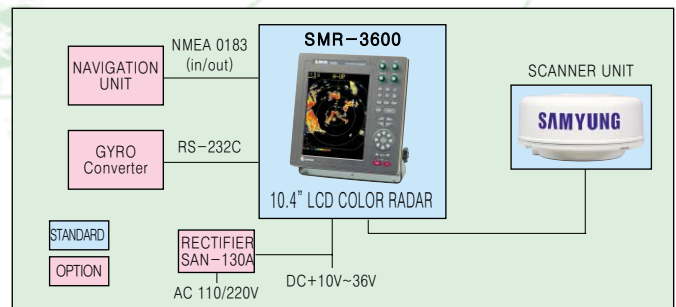 SMR-3600
NMEA 0183
(in/out)
NAVIGATION
UNIT
SCANNER UNIT
SAMYUNG
GYRO
Converter
RS-232C
10.4" LCD COLOR RADAR
STANDARD
OPTION
RECTIFIER
SAN-130A
AC 110/220V
DC+10V~36V